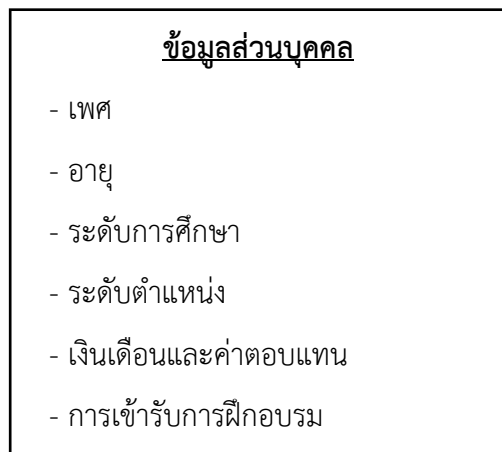 ข้อมูลส่วนบุคคล
- เพศ
- อายุ
- ระดับการศึกษา
- ระดับตำแหน่ง
- เงินเดือนและค่าตอบแทน
- การเข้ารับการฝึกอบรม